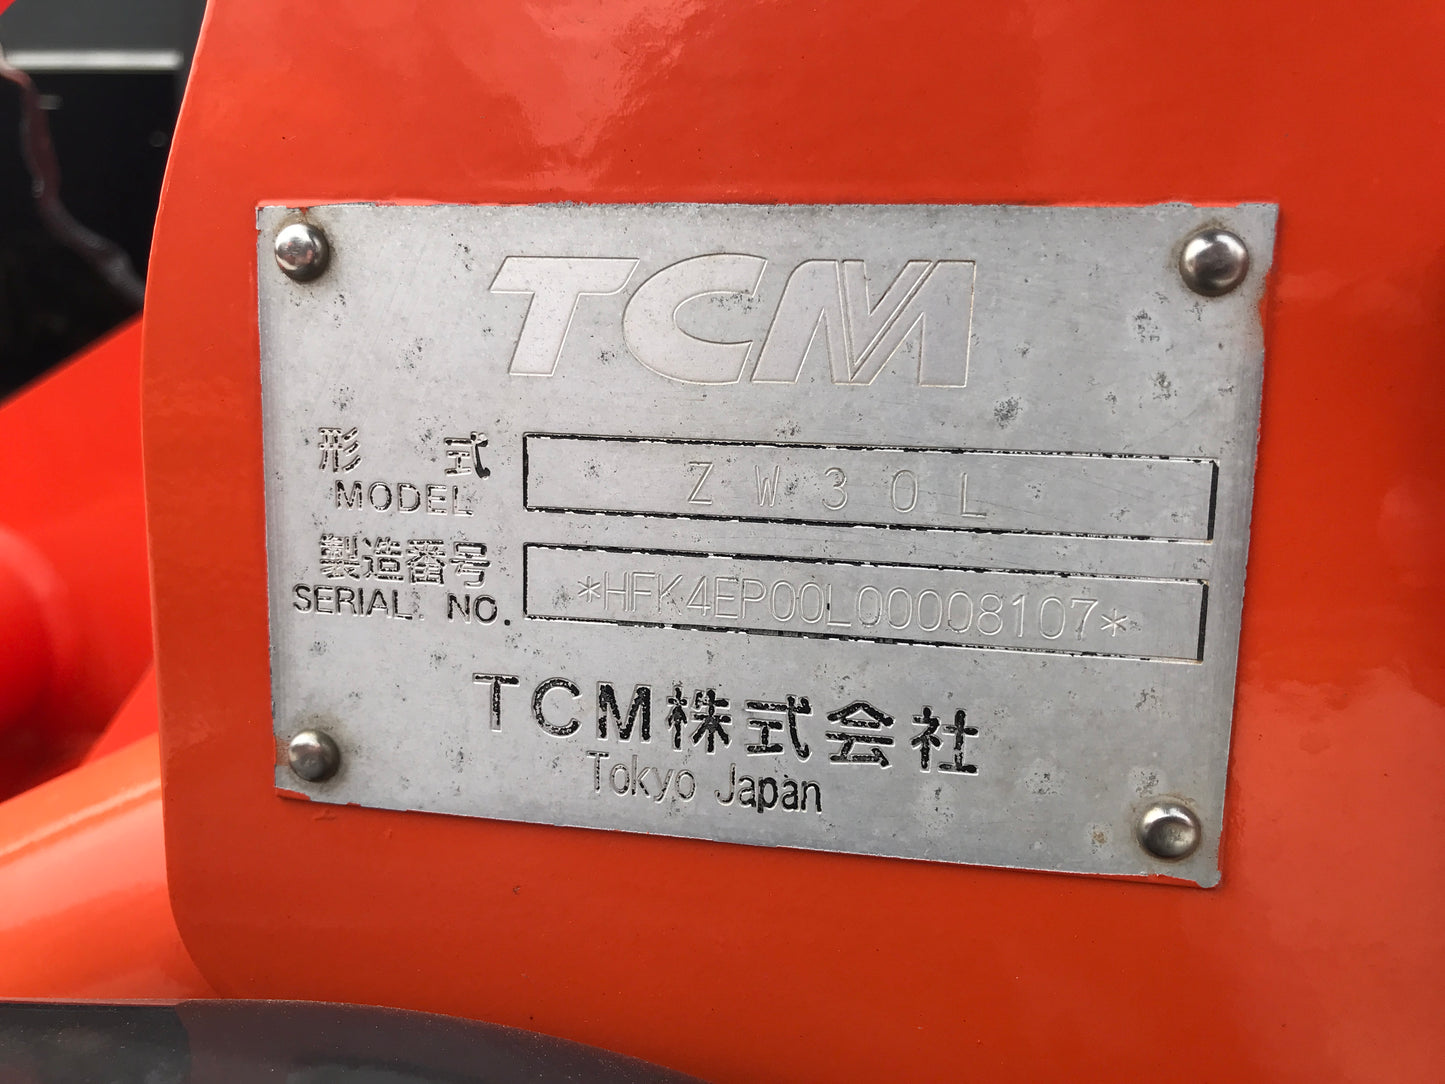 TCM
形式 ZW30L
MODEL
製造番号 *HFK4EP00L00008107*
SERIAL NO.
TCM株式会社
Tokyo Japan